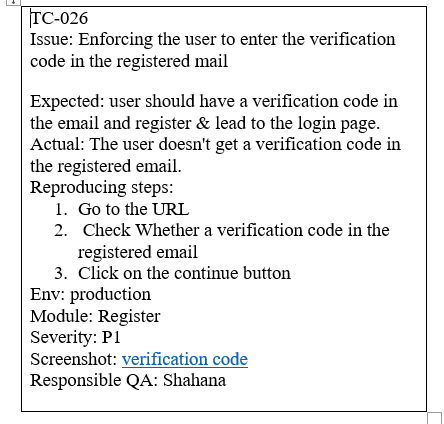 TC-026
Issue: Enforcing the user to enter the verification
code in the registered mail
Expected: user should have a verification code in
the email and register & lead to the login page.
Actual: The user doesn't get a verification code in
the registered email.
Reproducing steps:
1. Go to the URL
2. Check Whether a verification code in the
registered email
3. Click on the continue button
Env: production
Module: Register
Severity: P1
Screenshot: verification code
Responsible QA: Shahana